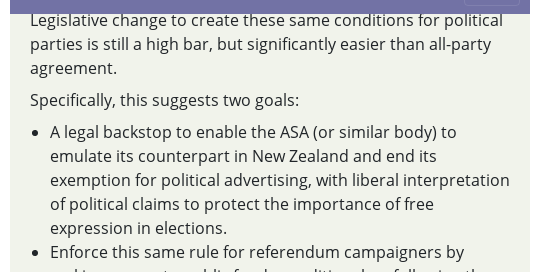 Legislative change to create these same conditions for political
parties is still a high bar, but significantly easier than all-party
agreement.
Specifically, this suggests two goals:
• A legal backstop to enable the ASA (or similar body) to
emulate its counterpart in New Zealand and end its
exemption for political advertising, with liberal interpretation
of political claims to protect the importance of free
expression in elections.
• Enforce this same rule for referendum campaigners by